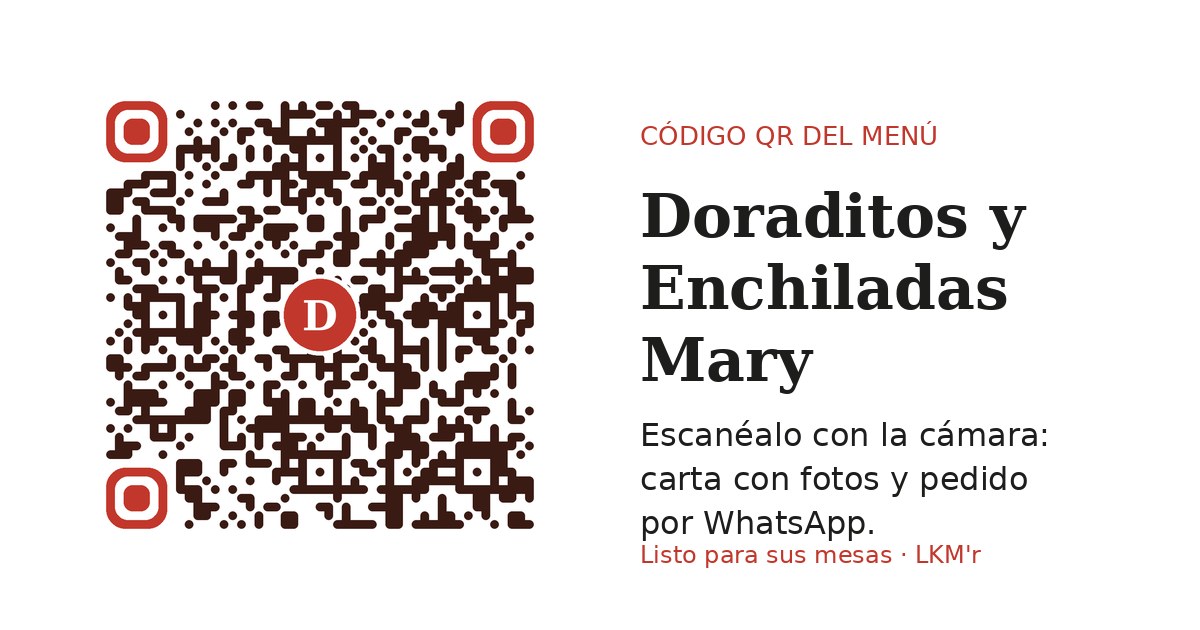 D
CÓDIGO QR DEL MENÚ
Doraditos y
Enchiladas
Mary
Escanéalo con la cámara:
carta con fotos y pedido
por WhatsApp.
Listo para sus mesas · LKM'r